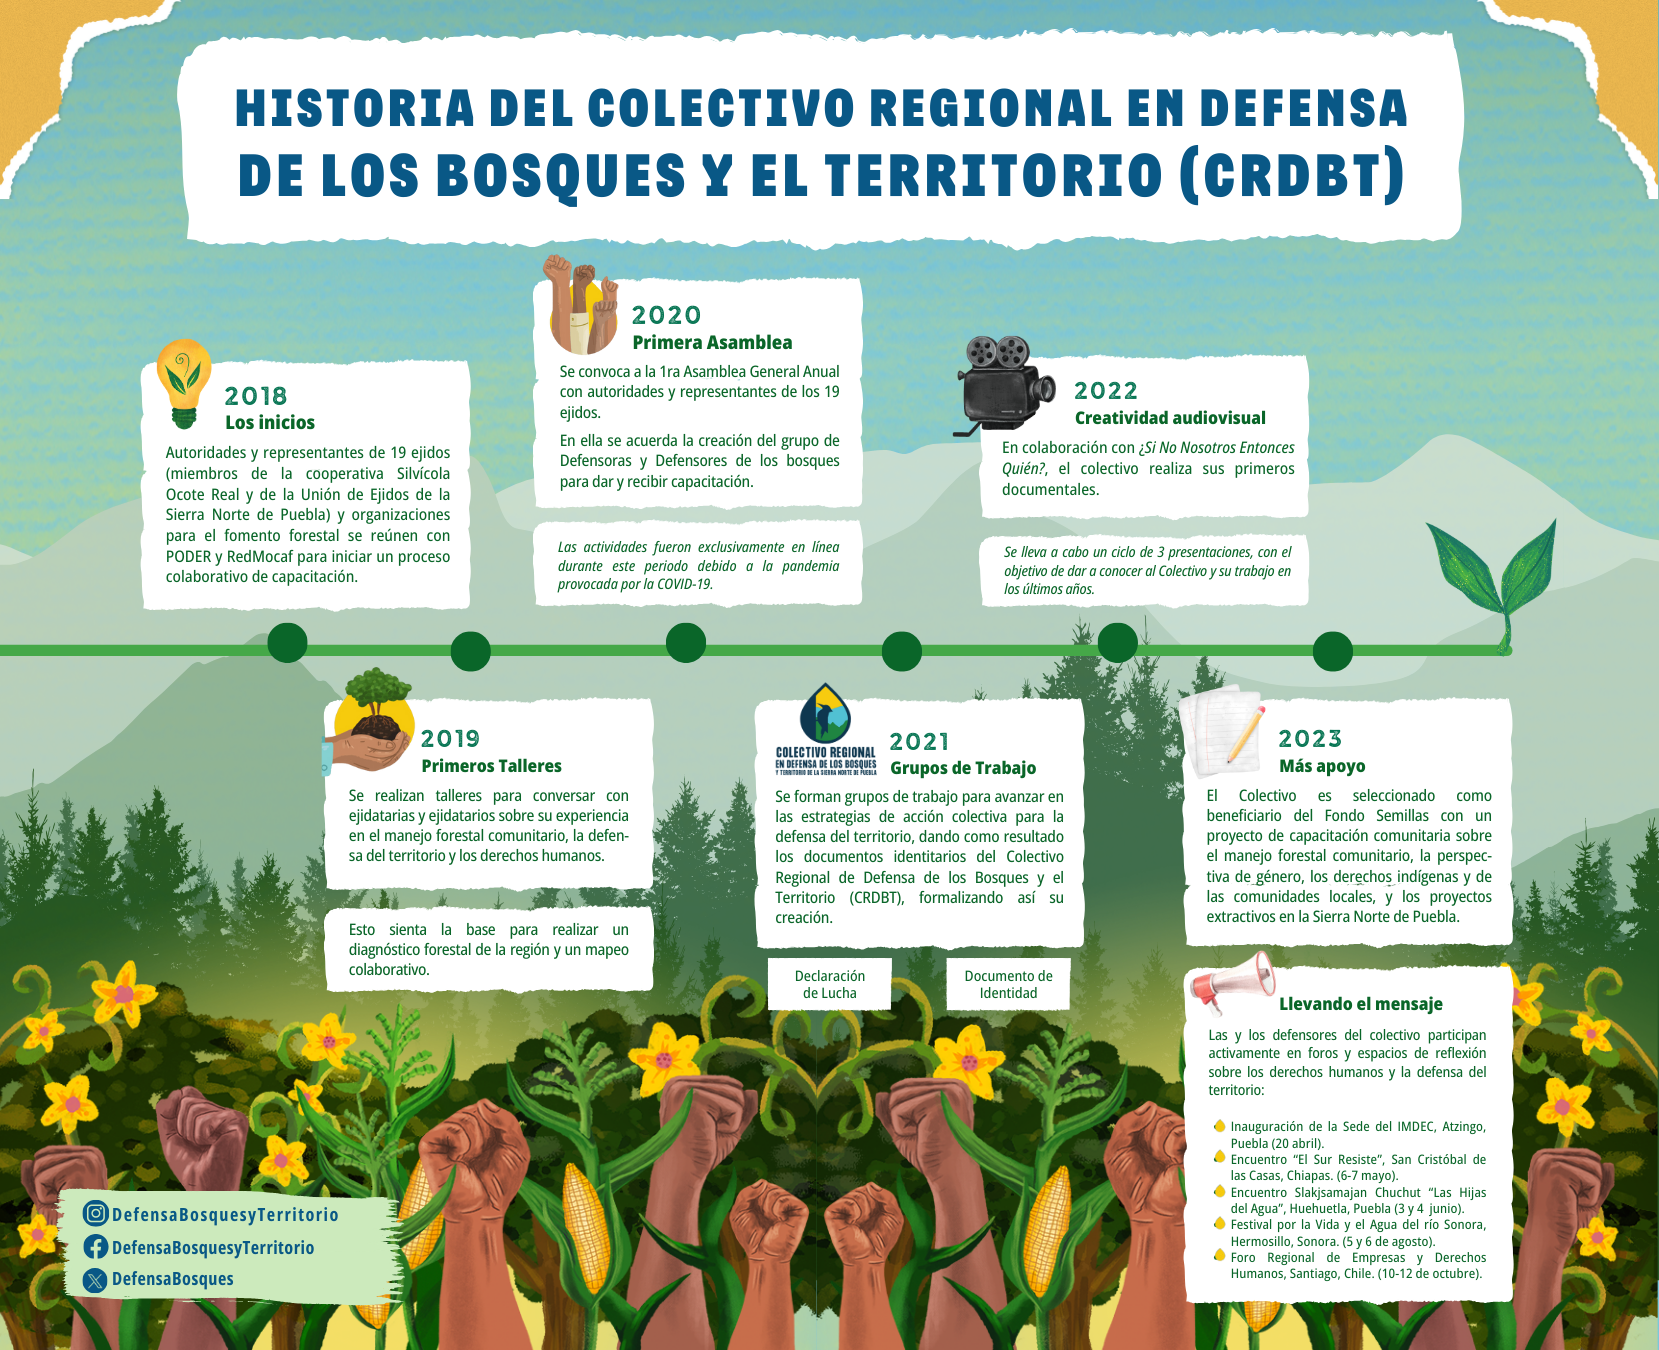 HISTORIA DEL COLECTIVO REGIONAL EN DEFENSA
DE LOS BOSQUES Y EL TERRITORIO (CRDBT)
2018
Los inicios
Autoridades y representantes de 19 ejidos
(miembros de la cooperativa Silvícola
Ocote Real y de la Unión de Ejidos de la
Sierra Norte de Puebla) y organizaciones
para el fomento forestal se reúnen con
PODER y RedMocaf para iniciar un proceso
colaborativo de capacitación.
2019
Primeros Talleres
Se realizan talleres para conversar con
ejidatarias y ejidatarios sobre su experiencia
en el manejo forestal comunitario, la defen-
sa del territorio y los derechos humanos.
Esto sienta la base para realizar un
diagnóstico forestal de la región y un mapeo
colaborativo.
2020
Primera Asamblea
Se convoca a la 1ra Asamblea General Anual
con autoridades y representantes de los 19
ejidos.
En ella se acuerda la creación del grupo de
Defensoras y Defensores de los bosques
para dar y recibir capacitación.
Las actividades fueron exclusivamente en línea
durante este periodo debido a la pandemia
provocada por la COVID-19.
COLECTIVO REGIONAL
EN DEFENSA DE LOS BOSQUES
Y TERRITORIO DE LA SIERRA NORTE DE PUEBLA
2021
Grupos de Trabajo
Se forman grupos de trabajo para avanzar en
las estrategias de acción colectiva para la
defensa del territorio, dando como resultado
los documentos identitarios del Colectivo
Regional de Defensa de los Bosques y el
Territorio (CRDBT), formalizando así su
creación.
Declaración
de Lucha
Documento de
Identidad
2022
Creatividad audiovisual
En colaboración con ¿Si No Nosotros Entonces
Quién?, el colectivo realiza sus primeros
documentales.
Se lleva a cabo un ciclo de 3 presentaciones, con el
objetivo de dar a conocer al Colectivo y su trabajo en
los últimos años.
2023
Más apoyo
El Colectivo es seleccionado como
beneficiario del Fondo Semillas con un
proyecto de capacitación comunitaria sobre
el manejo forestal comunitario, la perspec-
tiva de género, los derechos indígenas y de
las comunidades locales, y los proyectos
extractivos en la Sierra Norte de Puebla.
Llevando el mensaje
Las y los defensores del colectivo participan
activamente en foros y espacios de reflexión
sobre los derechos humanos y la defensa del
territorio:
Inauguración de la Sede del IMDEC, Atzingo,
Puebla (20 abril).
Encuentro “El Sur Resiste”, San Cristóbal de
las Casas, Chiapas. (6-7 mayo).
Encuentro Slakjsamajan Chuchut “Las Hijas
del Agua”, Huehuetla, Puebla (3 y 4 junio).
Festival por la Vida y el Agua del río Sonora,
Hermosillo, Sonora. (5 y 6 de agosto).
Foro Regional de Empresas y Derechos
Humanos, Santiago, Chile. (10-12 de octubre).
DefensaBosquesyTerritorio
DefensaBosquesyTerritorio
DefensaBosques